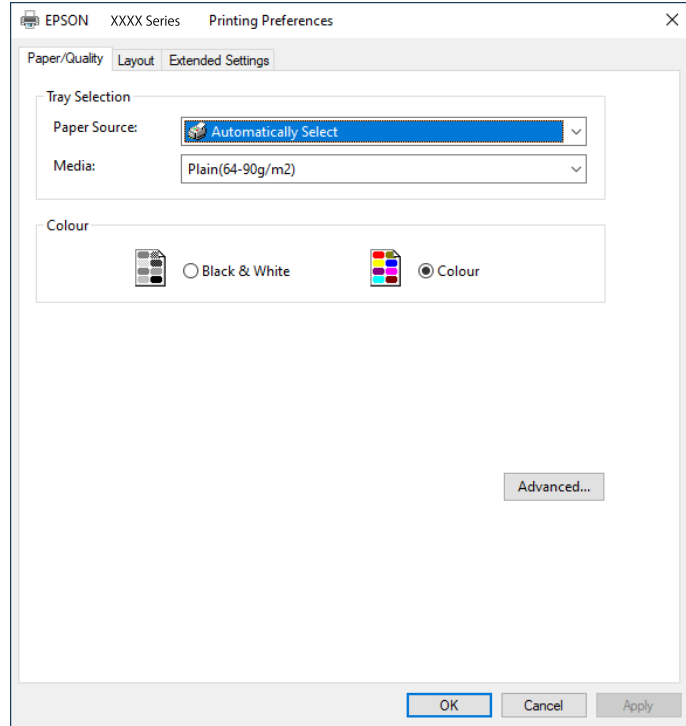 EPSON XXXX Series Printing Preferences
Paper/Quality Layout Extended Settings
Tray Selection
Paper Source: Automatically Select
Media: Plain(64-90g/m2)
Colour
Black & White Colour
Advanced...
OK Cancel Apply